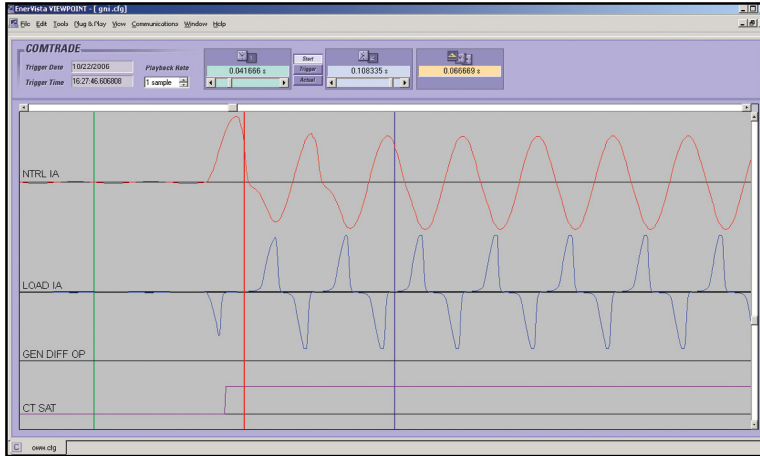 EnerVista VIEWPOINT - [ gni .cfg]
File Edit Tools Plug & Play View Communications Window Help
COMTRADE
Trigger Date 10/22/2006 Playback Rate
Trigger Time 16:27:46.606808 1 sample
0.041666 s
Start
Trigger
Actual
0.108335 s
0.066669 s
NTRL IA
LOAD IA
GEN DIFF OP
CT SAT
C